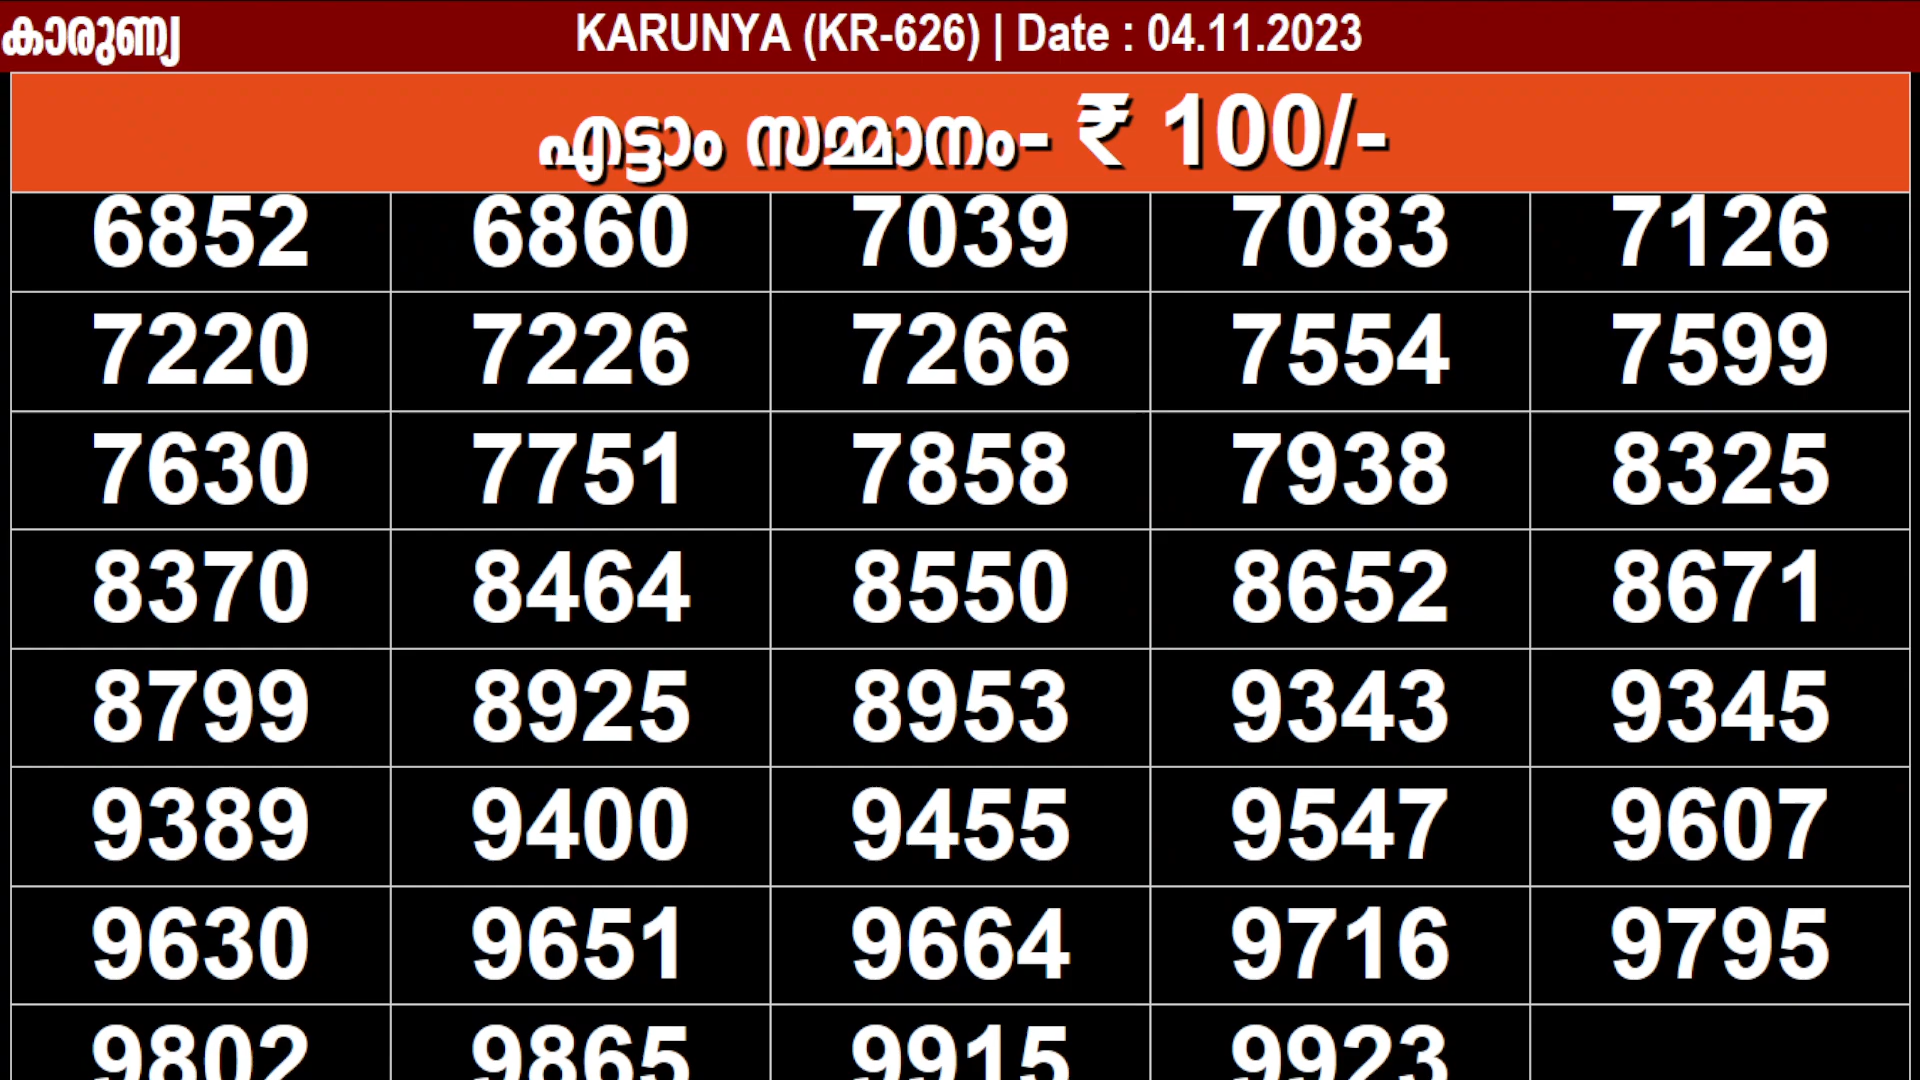 കാരുണ്യ KARUNYA (KR-626) | Date : 04.11.2023
എട്ടാം സമ്മാനം- ₹ 100/-
6852 6860 7039 7083 7126
7220 7226 7266 7554 7599
7630 7751 7858 7938 8325
8370 8464 8550 8652 8671
8799 8925 8953 9343 9345
9389 9400 9455 9547 9607
9630 9651 9664 9716 9795
9802 9865 9915 9923